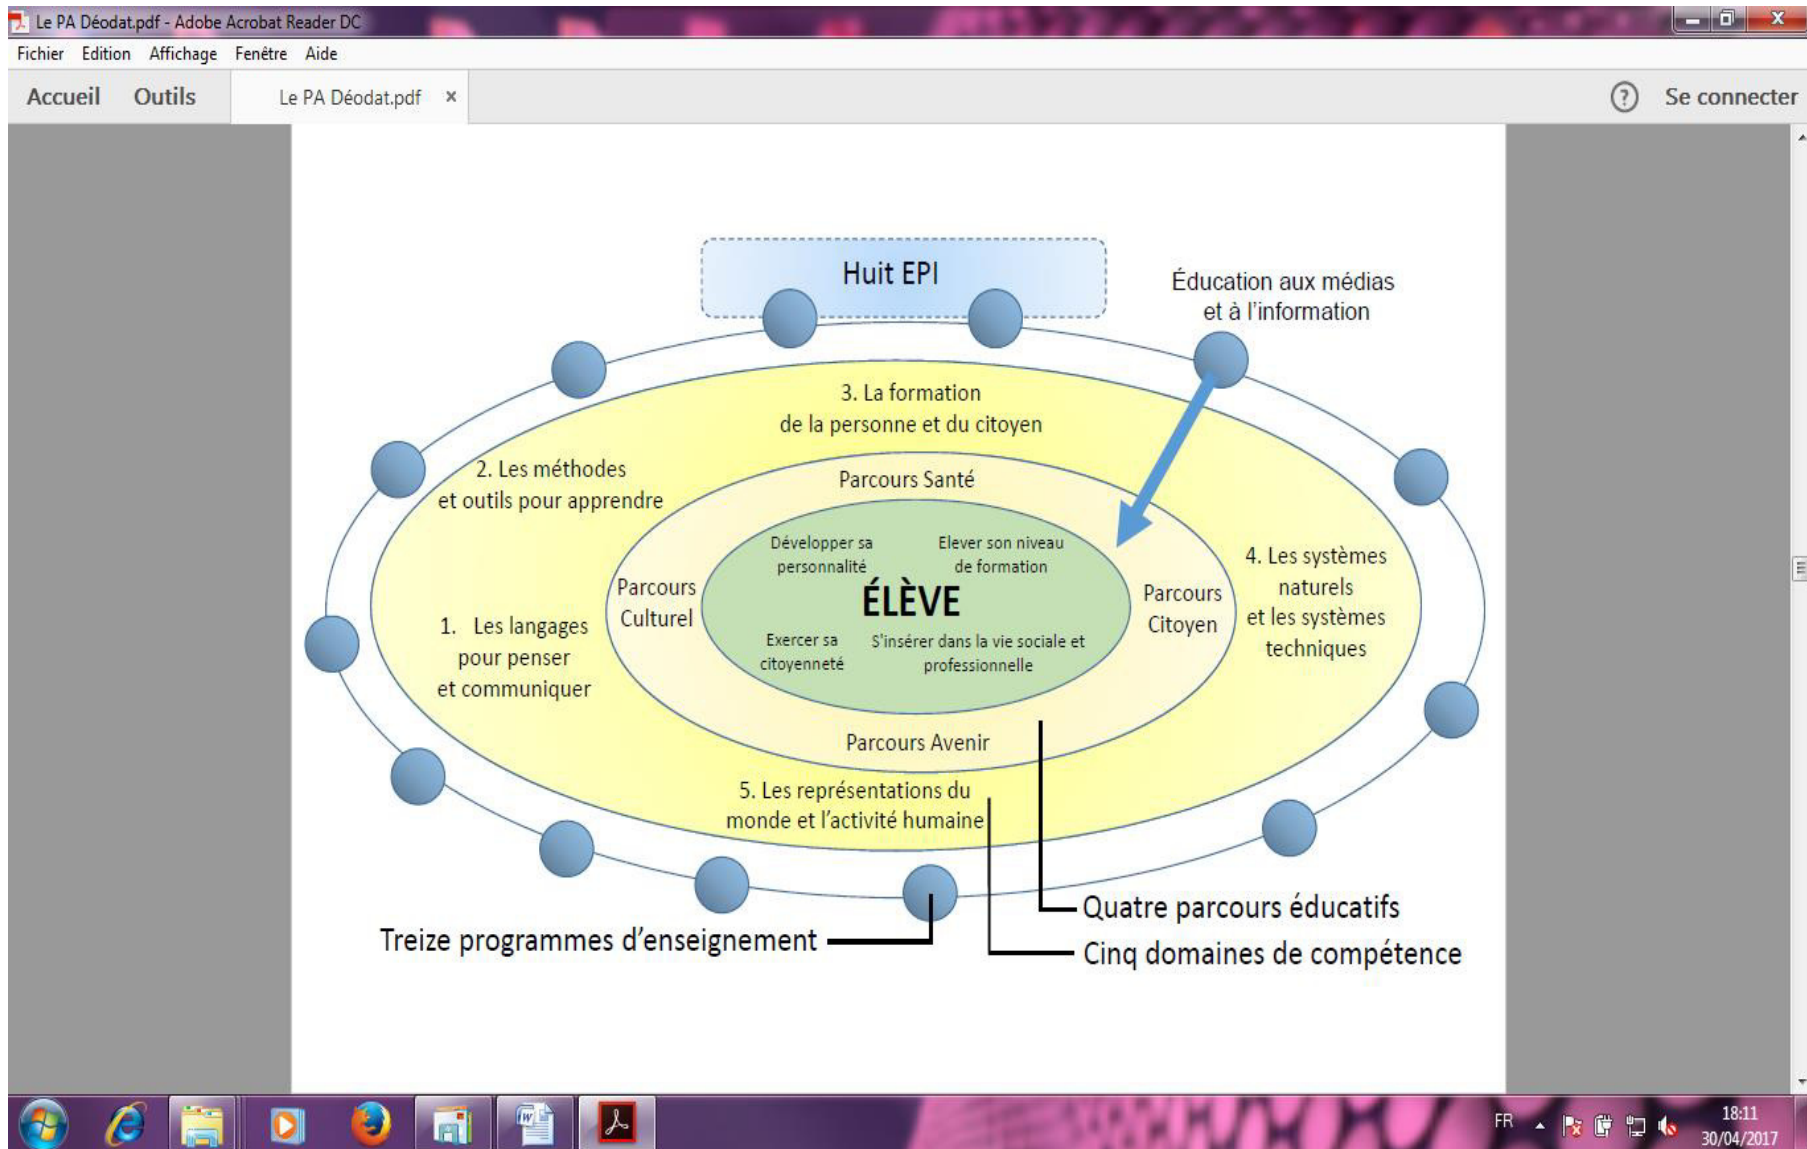 Le PA Déodat.pdf - Adobe Acrobat Reader DC
Fichier Edition Affichage Fenêtre Aide
Accueil Outils Le PA Déodat.pdf × ? Se connecter
Huit EPI
Éducation aux médias
et à l'information
3. La formation
de la personne et du citoyen
2. Les méthodes
et outils pour apprendre
Parcours Santé
Développer sa
personnalité
Elever son niveau
de formation
ÉLÈVE
Exercer sa
citoyenneté
S'insérer dans la vie sociale et
professionnelle
Parcours
Culturel
Parcours
Citoyen
4. Les systèmes
naturels
et les systèmes
techniques
1. Les langages
pour penser
et communiquer
Parcours Avenir
5. Les représentations du
monde et l'activité humaine
Quatre parcours éducatifs
Treize programmes d'enseignement
Cinq domaines de compétence
FR
18:11
30/04/2017